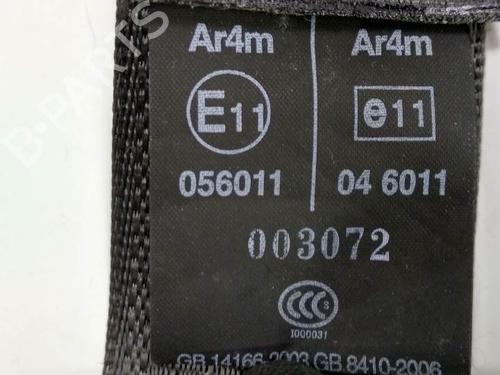 Ar4m Ar4m
E11 e11
056011 04 6011
003072
CCC S
I000031
GB 14166-2003 GB 8410-2006
B-PARTS